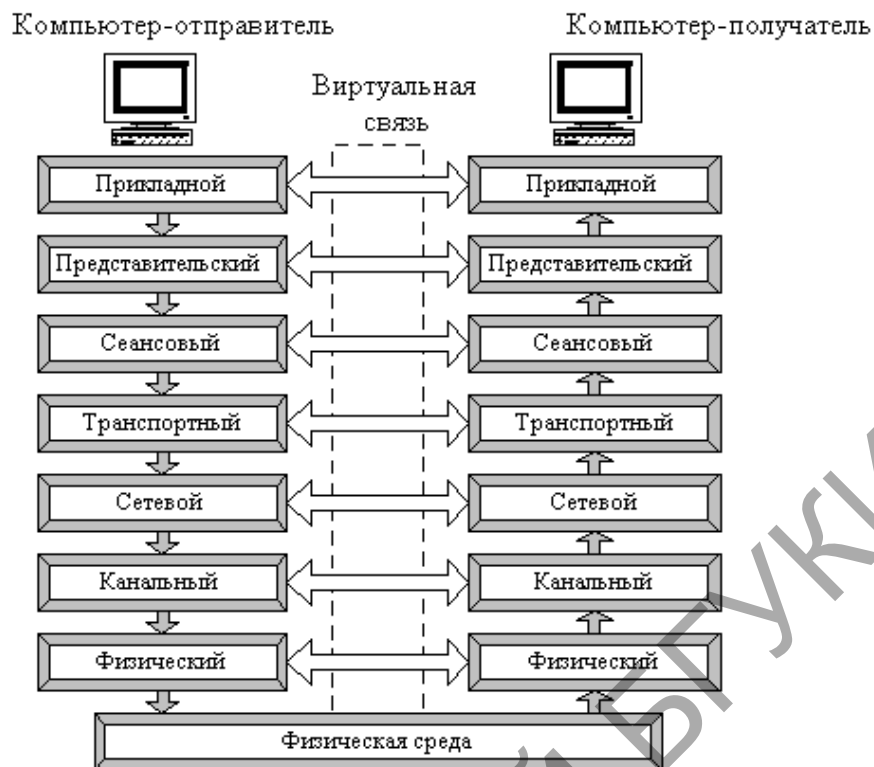 Компьютер-отправитель
Компьютер-получатель
Виртуальная
связь
Прикладной
Прикладной
Представительский
Представительский
Сеансовый
Сеансовый
Транспортный
Транспортный
Сетевой
Сетевой
Канальный
Канальный
Физический
Физический
Физическая среда
БГУКИ